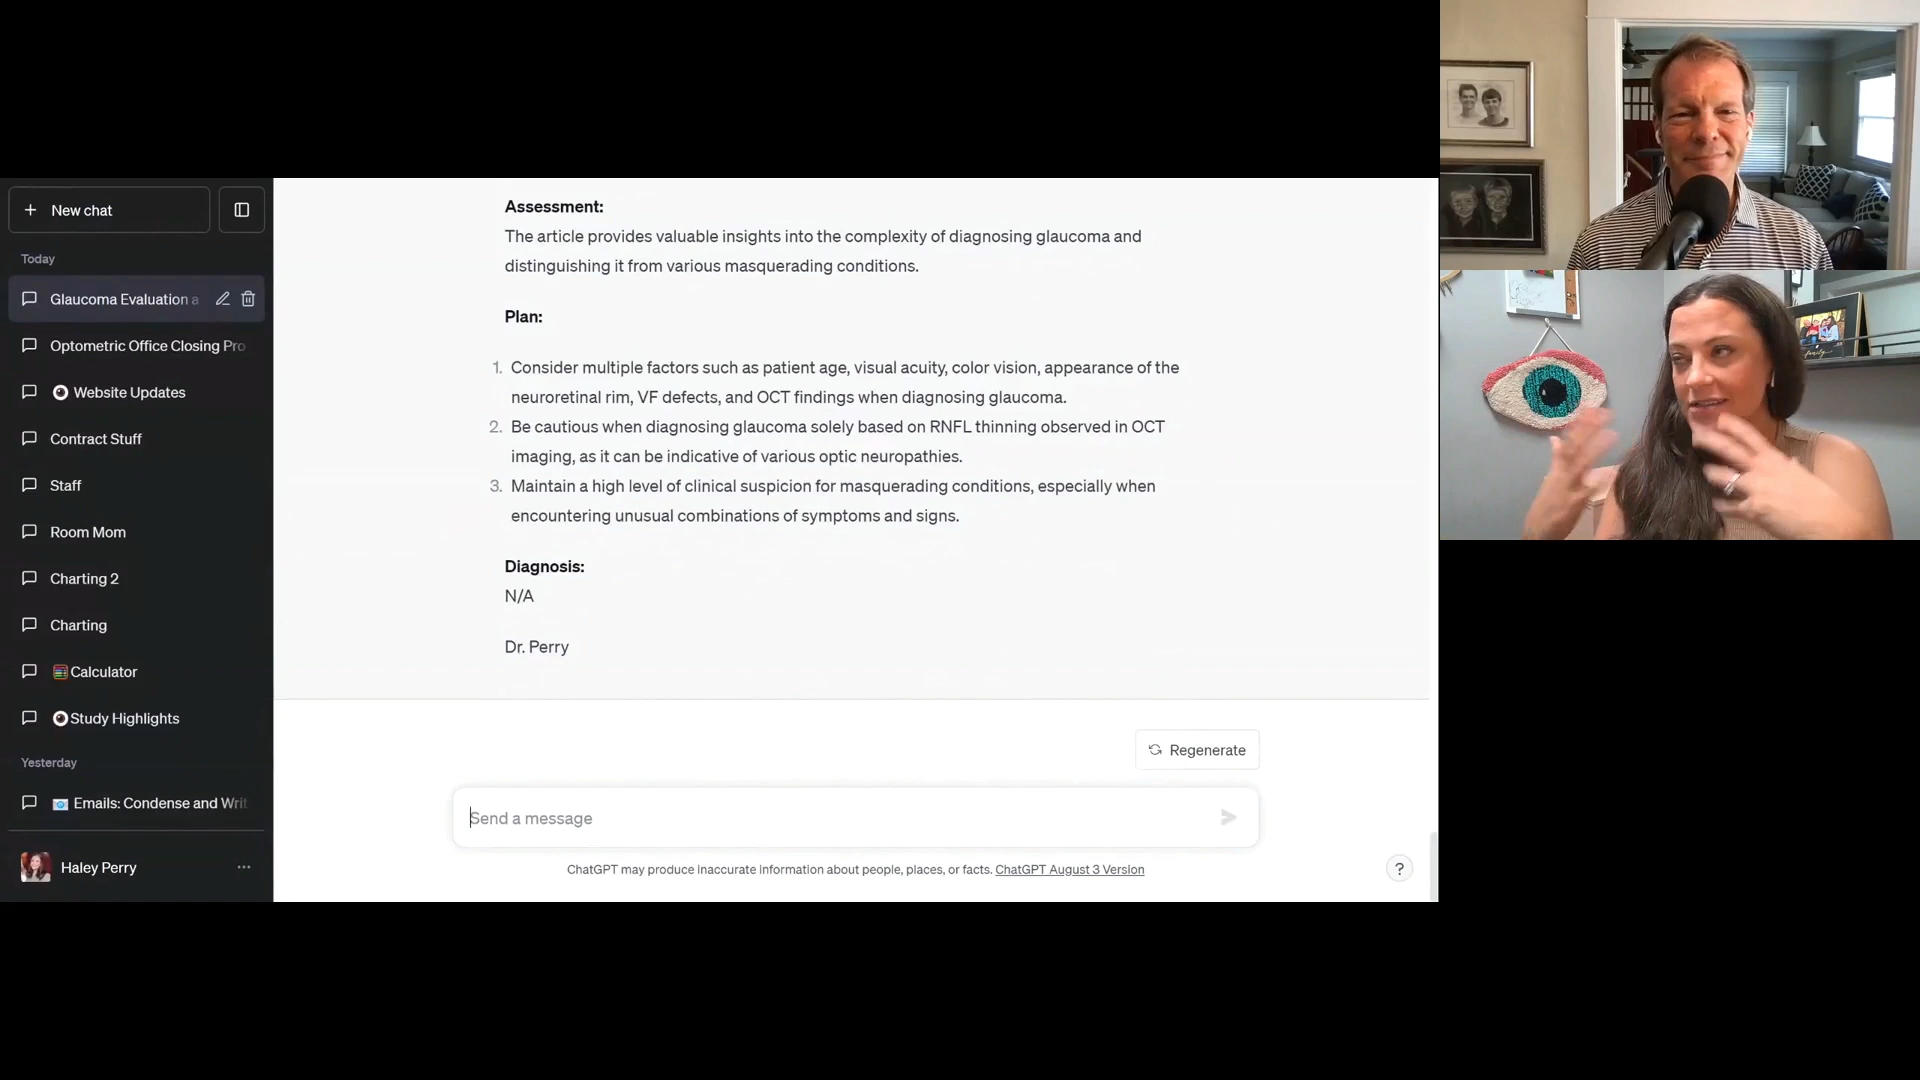 New chat
Today
Glaucoma Evaluation a
Optometric Office Closing Pro
Website Updates
Contract Stuff
Staff
Room Mom
Charting 2
Charting
Calculator
Study Highlights
Yesterday
Emails: Condense and Writ
Haley Perry
Assessment:
The article provides valuable insights into the complexity of diagnosing glaucoma and
distinguishing it from various masquerading conditions.
Plan:
1. Consider multiple factors such as patient age, visual acuity, color vision, appearance of the
neuroretinal rim, VF defects, and OCT findings when diagnosing glaucoma.
2. Be cautious when diagnosing glaucoma solely based on RNFL thinning observed in OCT
imaging, as it can be indicative of various optic neuropathies.
3. Maintain a high level of clinical suspicion for masquerading conditions, especially when
encountering unusual combinations of symptoms and signs.
Diagnosis:
N/A
Dr. Perry
Regenerate
Send a message
ChatGPT may produce inaccurate information about people, places, or facts. ChatGPT August 3 Version
?
family